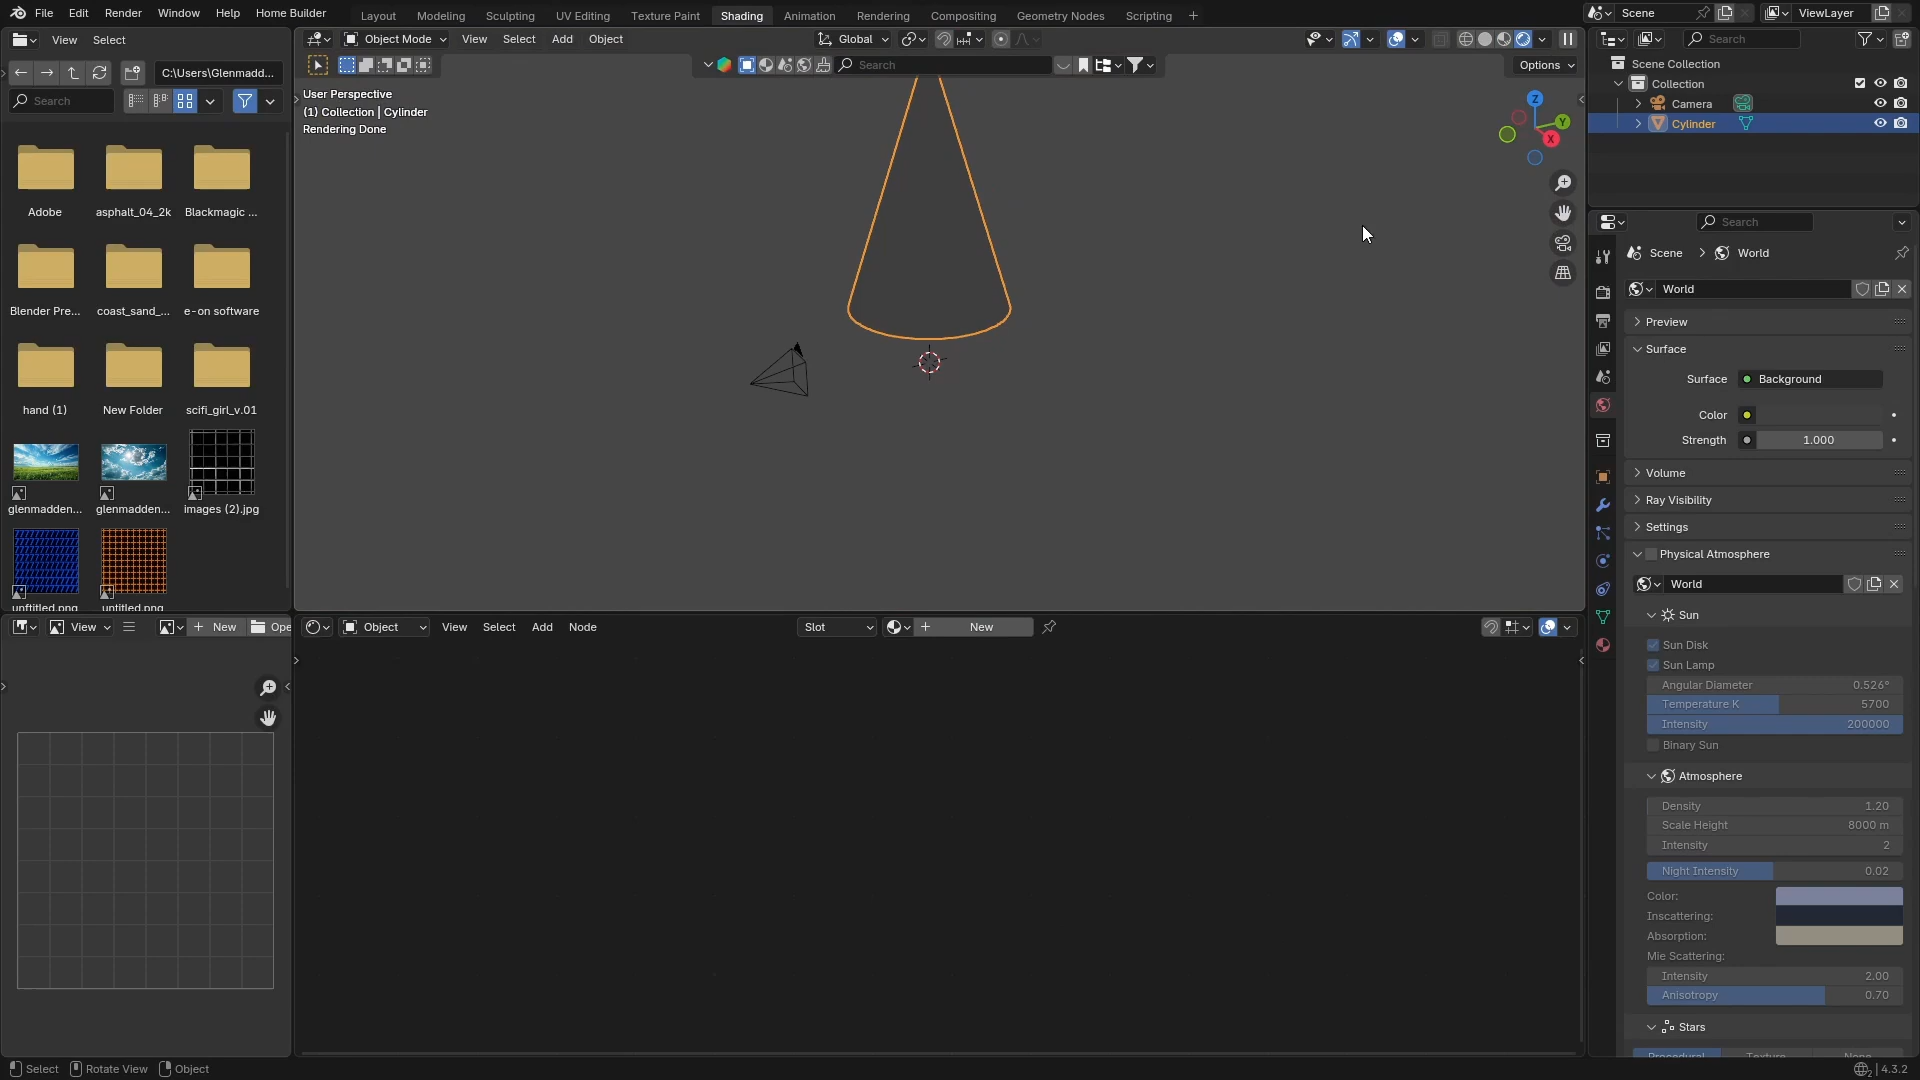 File Edit Render Window Help Home Builder
Layout Modeling Sculpting UV Editing Texture Paint Shading Animation Rendering Compositing Geometry Nodes Scripting +
Scene
ViewLayer
View Select
C:\Users\Glenmadd...
Search
Adobe
asphalt_04_2k
Blackmagic ...
Blender Pre...
coast_sand_...
e-on software
hand (1)
New Folder
scifi_girl_v.01
glenmadden...
glenmadden...
images (2).jpg
unftitled.png
untitled.png
Object Mode View Select Add Object
Global
Search
Options
User Perspective
(1) Collection | Cylinder
Rendering Done
Z
Y
X
Search
Scene Collection
Collection
Camera
Cylinder
Search
Scene > World
World
Preview
Surface
Surface Background
Color
Strength 1.000
Volume
Ray Visibility
Settings
Physical Atmosphere
World
Sun
Sun Disk
Sun Lamp
Angular Diameter 0.526°
Temperature K 5700
Intensity 200000
Binary Sun
Atmosphere
Density 1.20
Scale Height 8000 m
Intensity 2
Night Intensity 0.02
Color:
Inscattering:
Absorption:
Mie Scattering:
Intensity 2.00
Anisotropy 0.70
Stars
Procedural Texture None
View
+ New
Ope
Object View Select Add Node
Slot
+ New
Select Rotate View Object
4.3.2